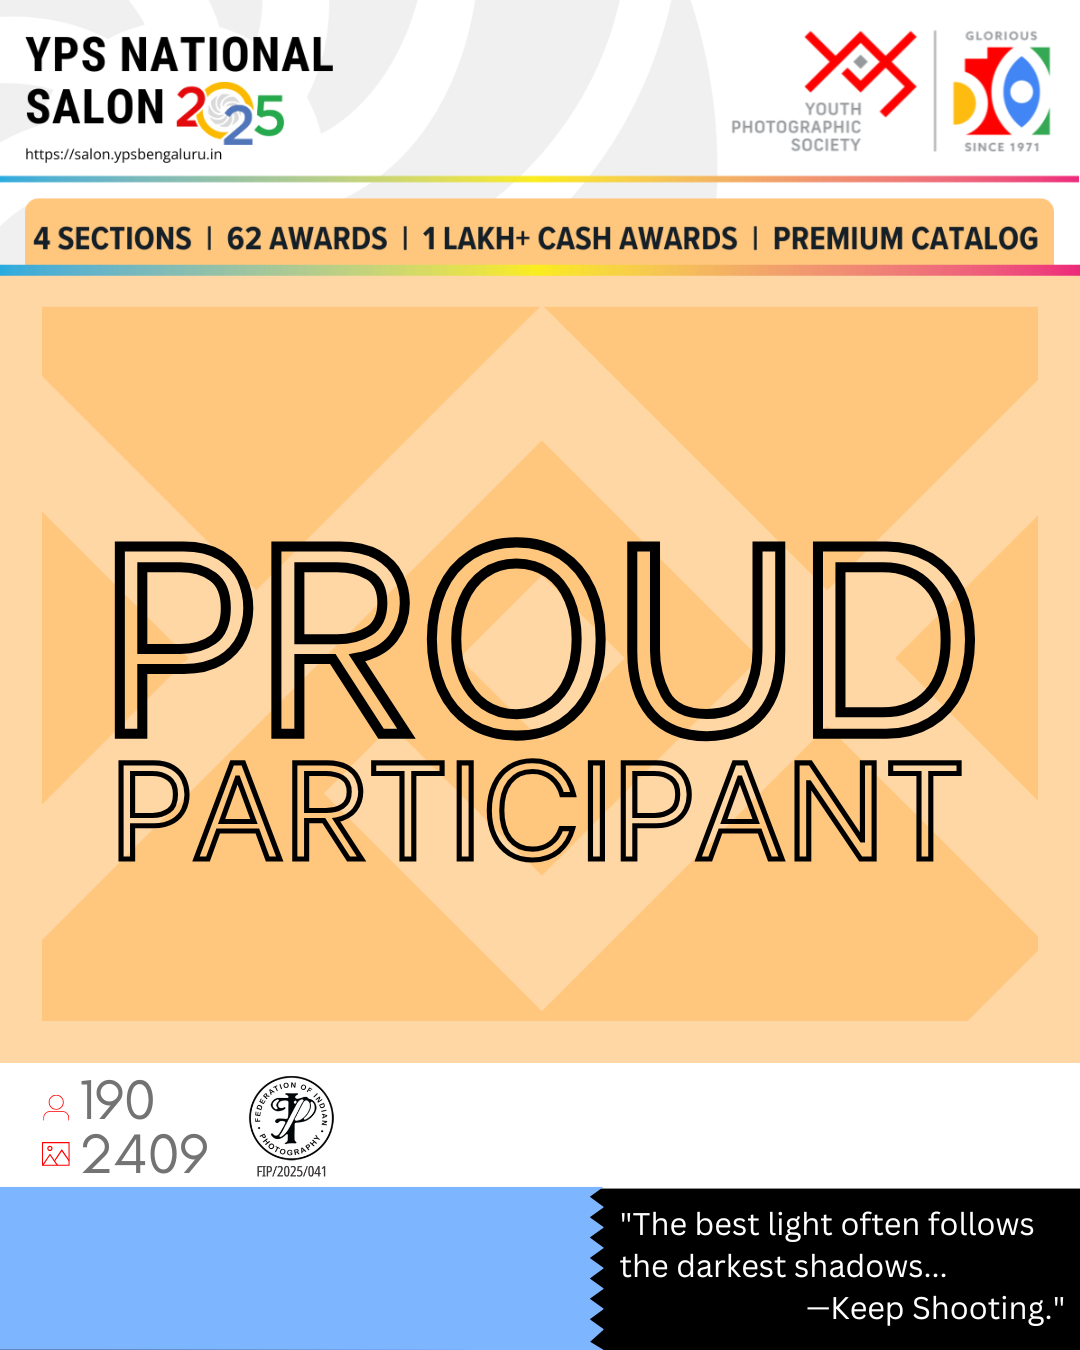 YPS NATIONAL
SALON 2025
https://salon.ypsbengaluru.in
YOUTH
PHOTOGRAPHIC
SOCIETY
GLORIOUS
50
SINCE 1971
4 SECTIONS | 62 AWARDS | 1 LAKH+ CASH AWARDS | PREMIUM CATALOG
PROUD
PARTICIPANT
190
2409
FEDERATION OF INDIAN
PHOTOGRAPHY
FIP/2025/041
"The best light often follows
the darkest shadows...
—Keep Shooting."